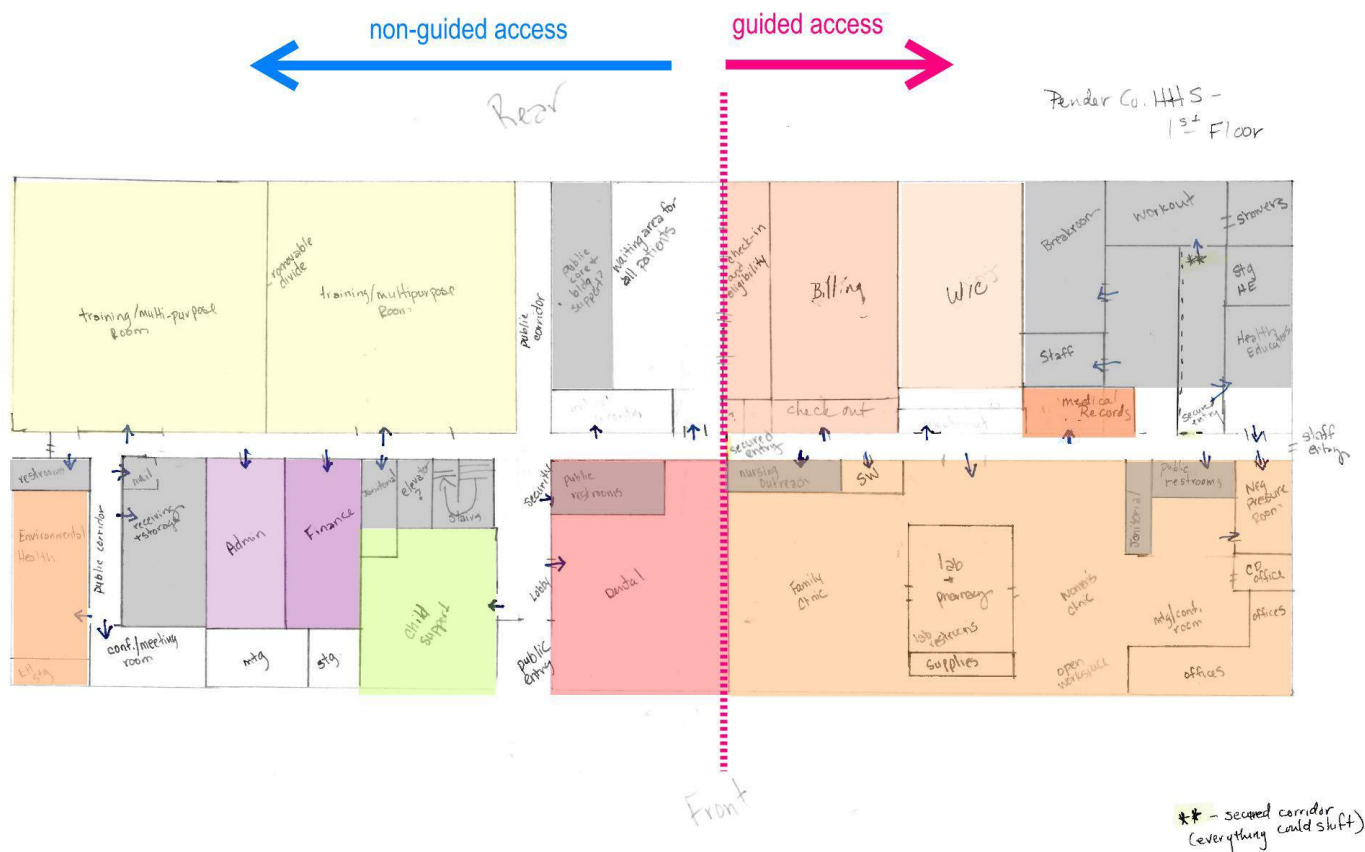 non-guided access
guided access
Rear
Pender Co. HHS -
1st Floor
training/multi-purpose
Room
removable
divide
training/multipurpose
Room
public
corridor
public
core +
bldg
support
waiting area for
all patients
check-in
and
eligibility
Billing
WIC
Breakroom
workout
showers
**
Stg
HE
Health
Educators
Staff
medical
Records
secured
entry
check out
secured
entry
staff
entry
restroom
mail
receiving
+storage
Environmental
Health
public corridor
EH
stg
conf./meeting
room
Admin
Finance
mtg
stg
Janitorial
elevator
stairs
child
support
security
Lobby
public
entry
public
restrooms
Dental
nursing
outreach
SW
Family
Clinic
lab
+
pharmacy
lab
restrooms
supplies
Women's
Clinic
open
workspace
Janitorial
public
restrooms
Neg
Pressure
Room
CD
office
mtg/conf.
room
offices
offices
Front
** - secured corridor
(everything could shift)